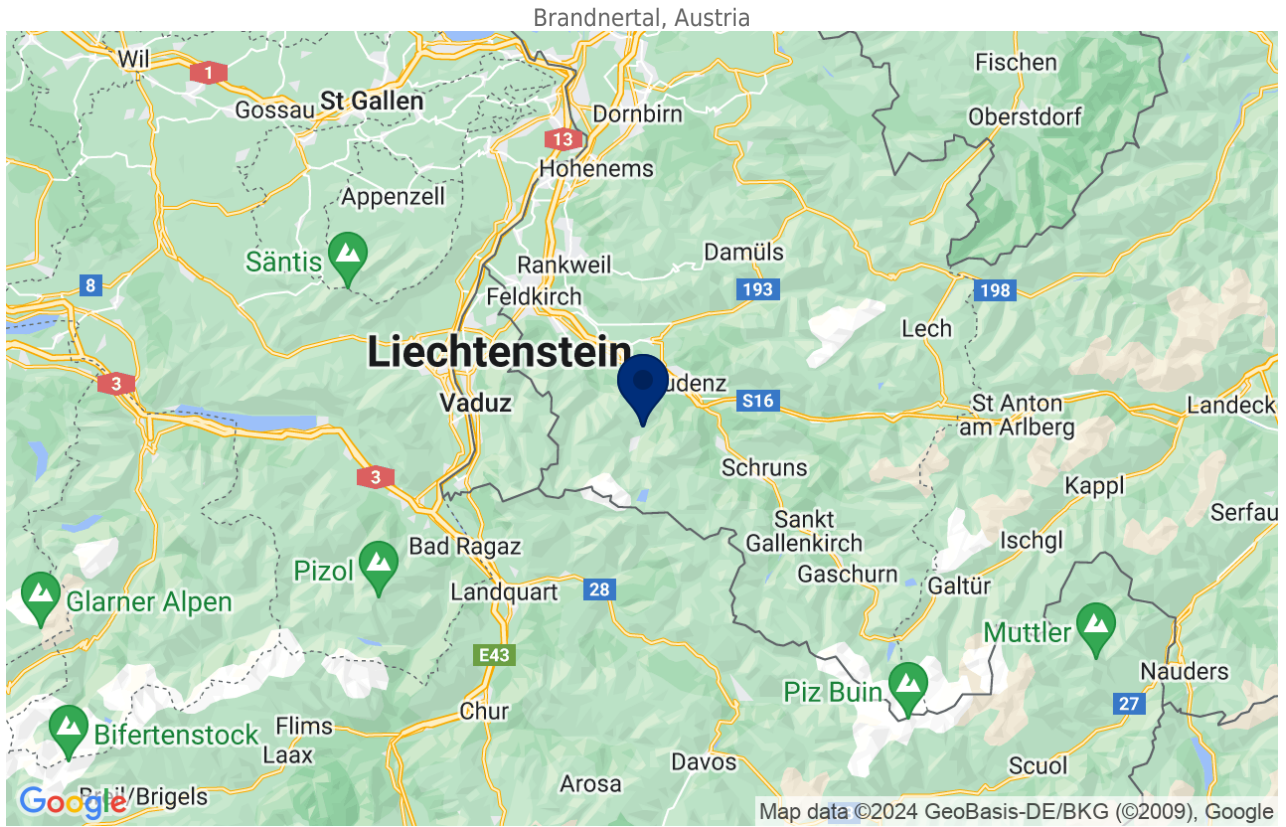 Brandnertal, Austria
Wil
1
Gossau
St Gallen
Dornbirn
Fischen
Oberstdorf
13
Hohenems
Appenzell
Säntis
Rankweil
Damüls
8
Feldkirch
193
198
Lech
Liechtenstein
3
Vaduz
udenz
S16
St Anton
am Arlberg
Landeck
3
Schruns
Kappl
Serfau
Sankt
Gallenkirch
Ischgl
Bad Ragaz
Pizol
Gaschurn
Galtür
Landquart
28
Glarner Alpen
Muttler
E43
Nauders
Piz Buin
27
Chur
Flims
Bifertenstock
Laax
Davos
Scuol
Arosa
/Brigels
Google
Map data ©2024 GeoBasis-DE/BKG (©2009), Google